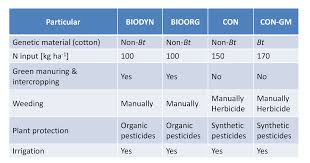 Particular BIODYN BIOORG CON CON-GM
Genetic material (cotton) Non-Bt Non-Bt Non-Bt Bt
N input [kg ha-1] 100 100 150 170
Green manuring &
intercropping Yes Yes No No
Weeding Manually Manually Manually
Herbicide Manually
Herbicide
Plant protection Organic
pesticides Organic
pesticides Synthetic
pesticides Synthetic
pesticides
Irrigation Yes Yes Yes Yes